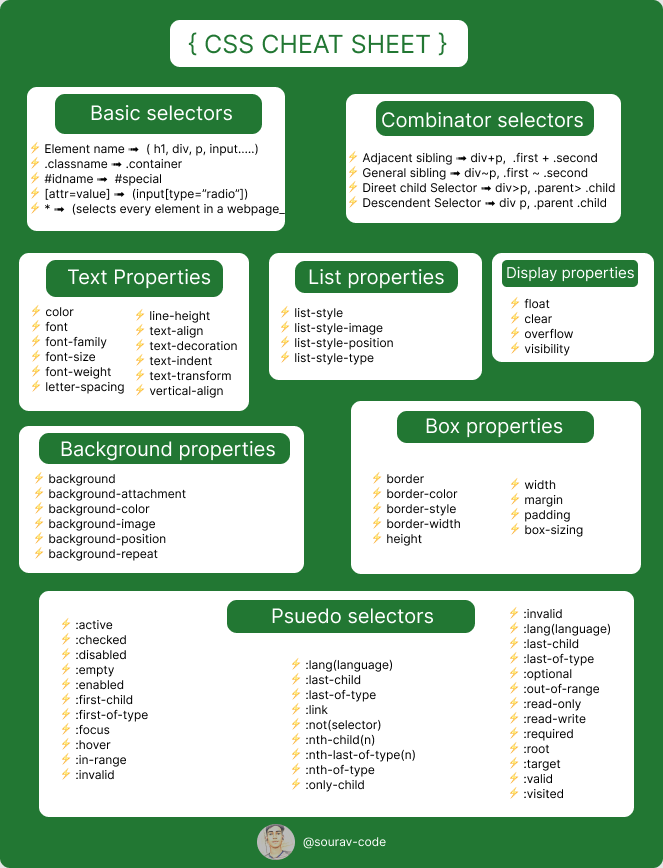 { CSS CHEAT SHEET }
Basic selectors
Element name ➟ ( h1, div, p, input.....)
.classname ➟ .container
#idname ➟ #special
[attr=value] ➟ (input[type=”radio”])
* ➟ (selects every element in a webpage_
Combinator selectors
Adjacent sibling ➟ div+p, .first + .second
General sibling ➟ div~p, .first ~ .second
Direet child Selector ➟ div>p, .parent> .child
Descendent Selector ➟ div p, .parent .child
Text Properties
color
font
font-family
font-size
font-weight
letter-spacing
line-height
text-align
text-decoration
text-indent
text-transform
vertical-align
List properties
list-style
list-style-image
list-style-position
list-style-type
Display properties
float
clear
overflow
visibility
Background properties
background
background-attachment
background-color
background-image
background-position
background-repeat
Box properties
border
border-color
border-style
border-width
height
width
margin
padding
box-sizing
Psuedo selectors
:active
:checked
:disabled
:empty
:enabled
:first-child
:first-of-type
:focus
:hover
:in-range
:invalid
:lang(language)
:last-child
:last-of-type
:link
:not(selector)
:nth-child(n)
:nth-last-of-type(n)
:nth-of-type
:only-child
:invalid
:lang(language)
:last-child
:last-of-type
:optional
:out-of-range
:read-only
:read-write
:required
:root
:target
:valid
:visited
@sourav-code